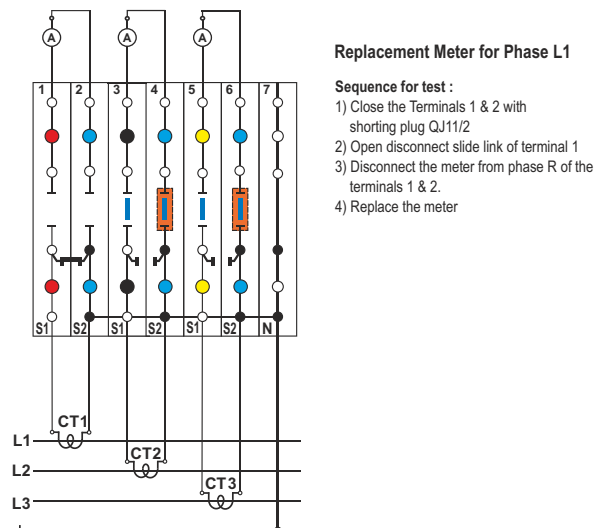 A A A
Replacement Meter for Phase L1
Sequence for test :
1 2 3 4 5 6 7
1) Close the Terminals 1 & 2 with
shorting plug QJ11/2
2) Open disconnect slide link of terminal 1
3) Disconnect the meter from phase R of the
terminals 1 & 2.
4) Replace the meter
S1 S2 S1 S2 S1 S2 N
CT1
L1
CT2
L2
CT3
L3